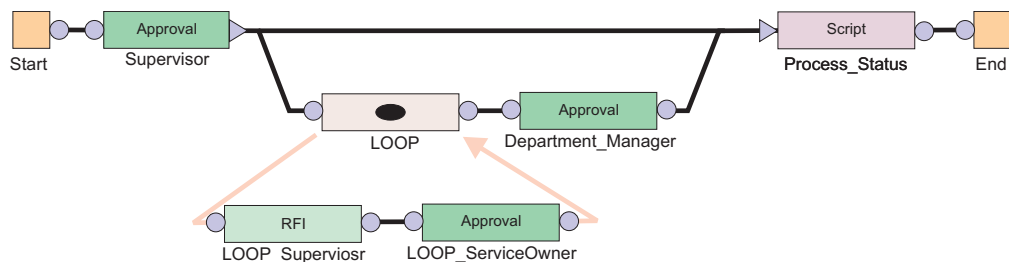 Approval
Script
Start
Supervisor
Process_Status
End
Approval
LOOP
Department_Manager
RFI
Approval
LOOP_Superviosr
LOOP_ServiceOwner